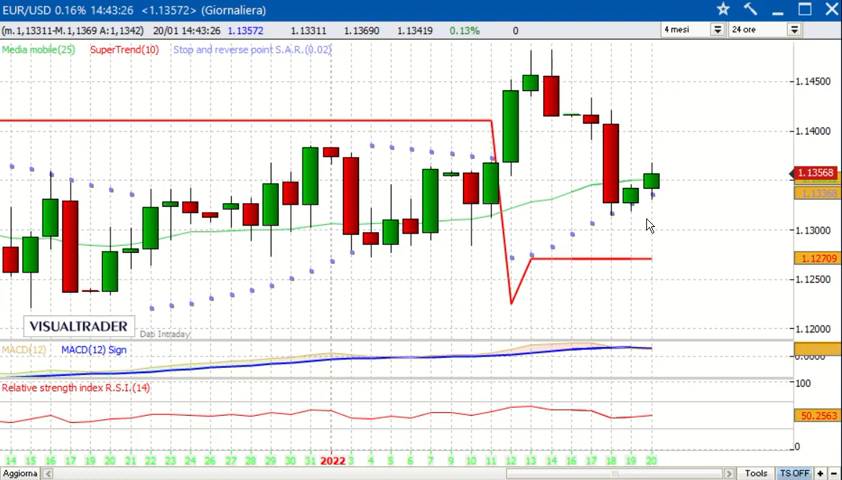 EUR/USD 0.16% 14:43:26 <1.13572> (Giornaliera)
(m.1,13311-M.1,1369 A:1,1342) 20/01 14:43:26 1.13572 1.13311 1.13690 1.13419 0.13% 0 4 mesi 24 ore
Media mobile(25) SuperTrend(10) Stop and reverse point S.A.R.(0.02)
1.14500
1.14000
1.13568
1.13368
1.13000
1.12709
1.12500
1.12000
VISUALTRADER
Dati Intraday
MACD(12) MACD(12) Sign
0.00000
Relative strength index R.S.I.(14)
100
50.2563
0
14 15 16 17 19 20 21 22 23 24 26 27 28 29 30 31 2022 3 4 5 6 7 9 10 11 12 13 14 16 17 18 19 20
Aggiorna Tools TS OFF